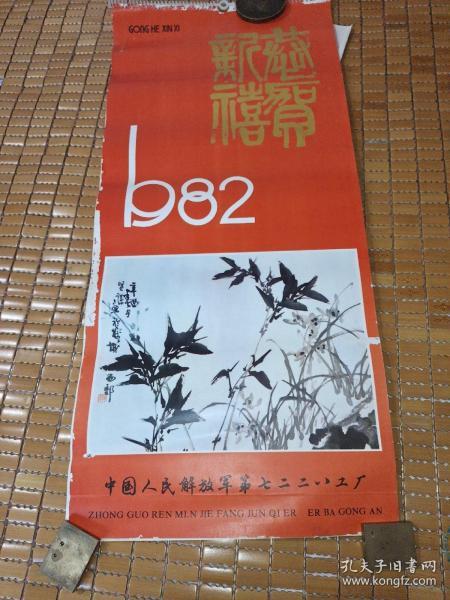 GONG HE XIN XI
恭贺新禧
1982
中国人民解放军第七二二八工厂
ZHONG GUO REN MIN JIE FANG JUN QI ER ER BA GONG AN
孔夫子旧书网
www.kongfz.com